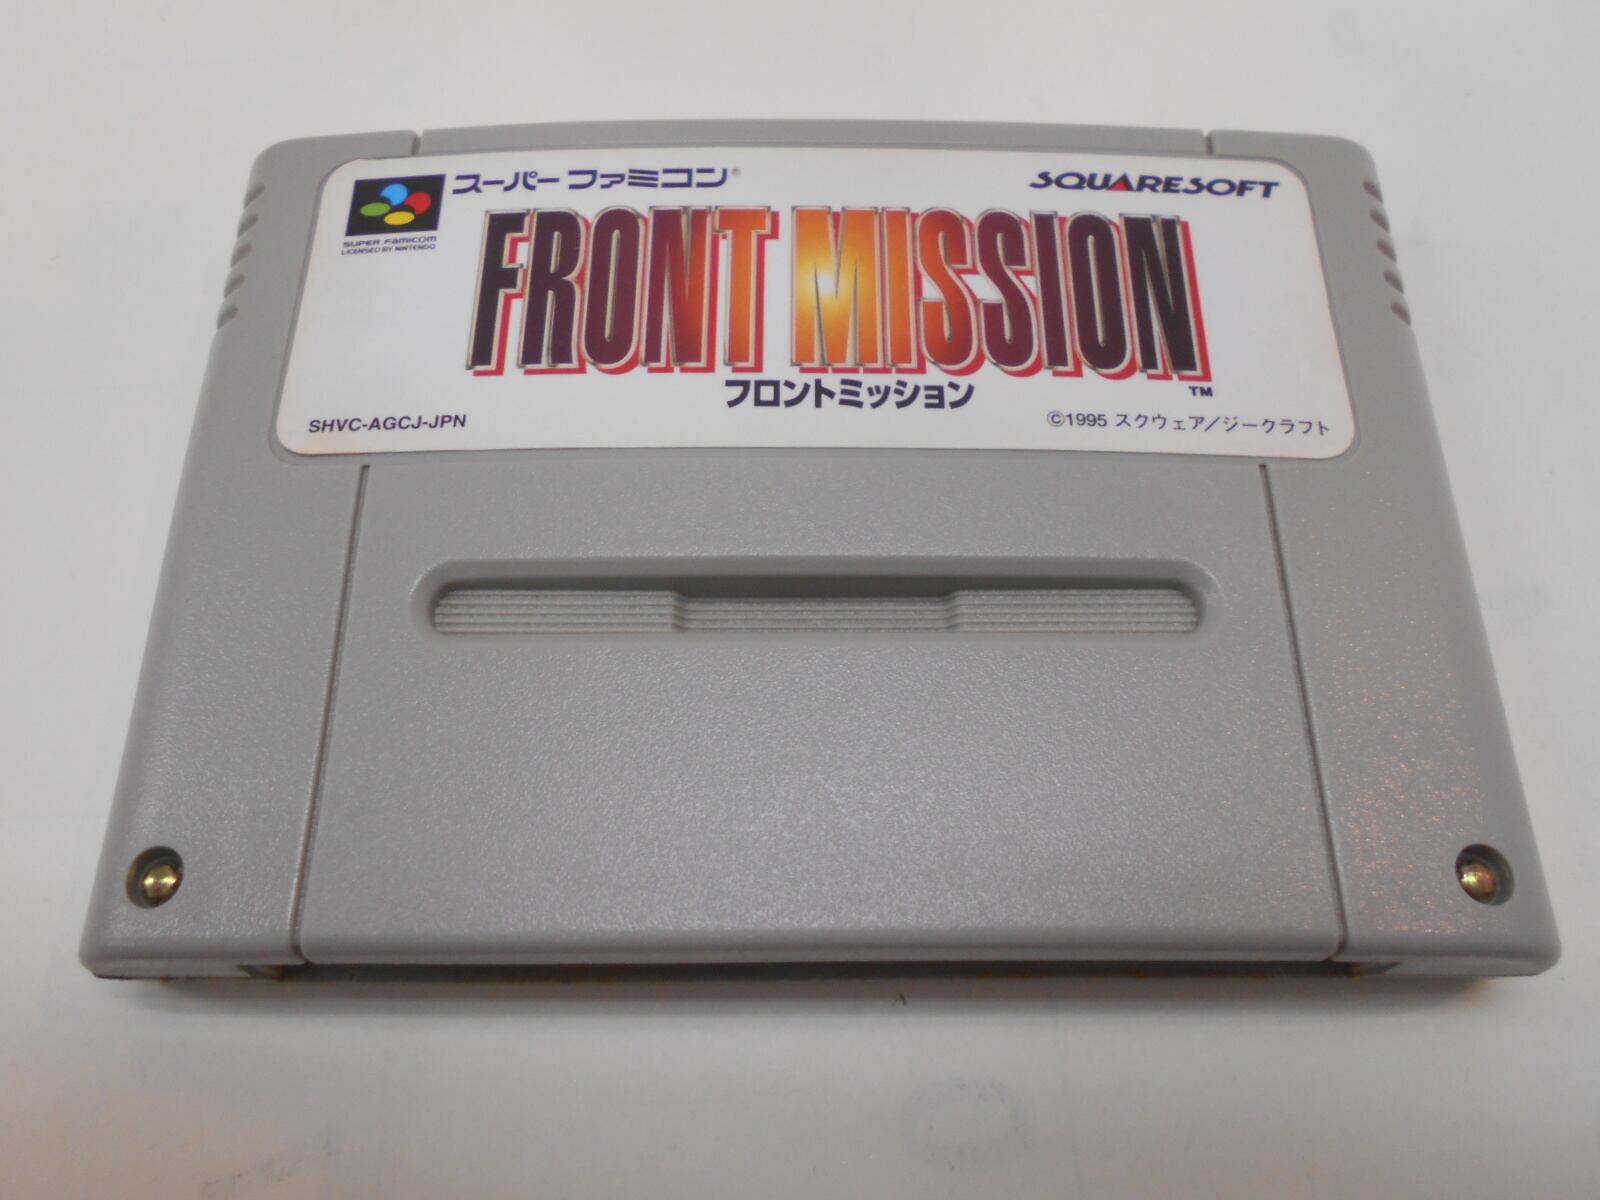 スーパーファミコン®
SQUARESOFT
SUPER Famicom
LICENSED BY NINTENDO
FRONT MISSION
TM
フロントミッション
SHVC-AGCJ-JPN
©1995 スクウェア/ジークラフト